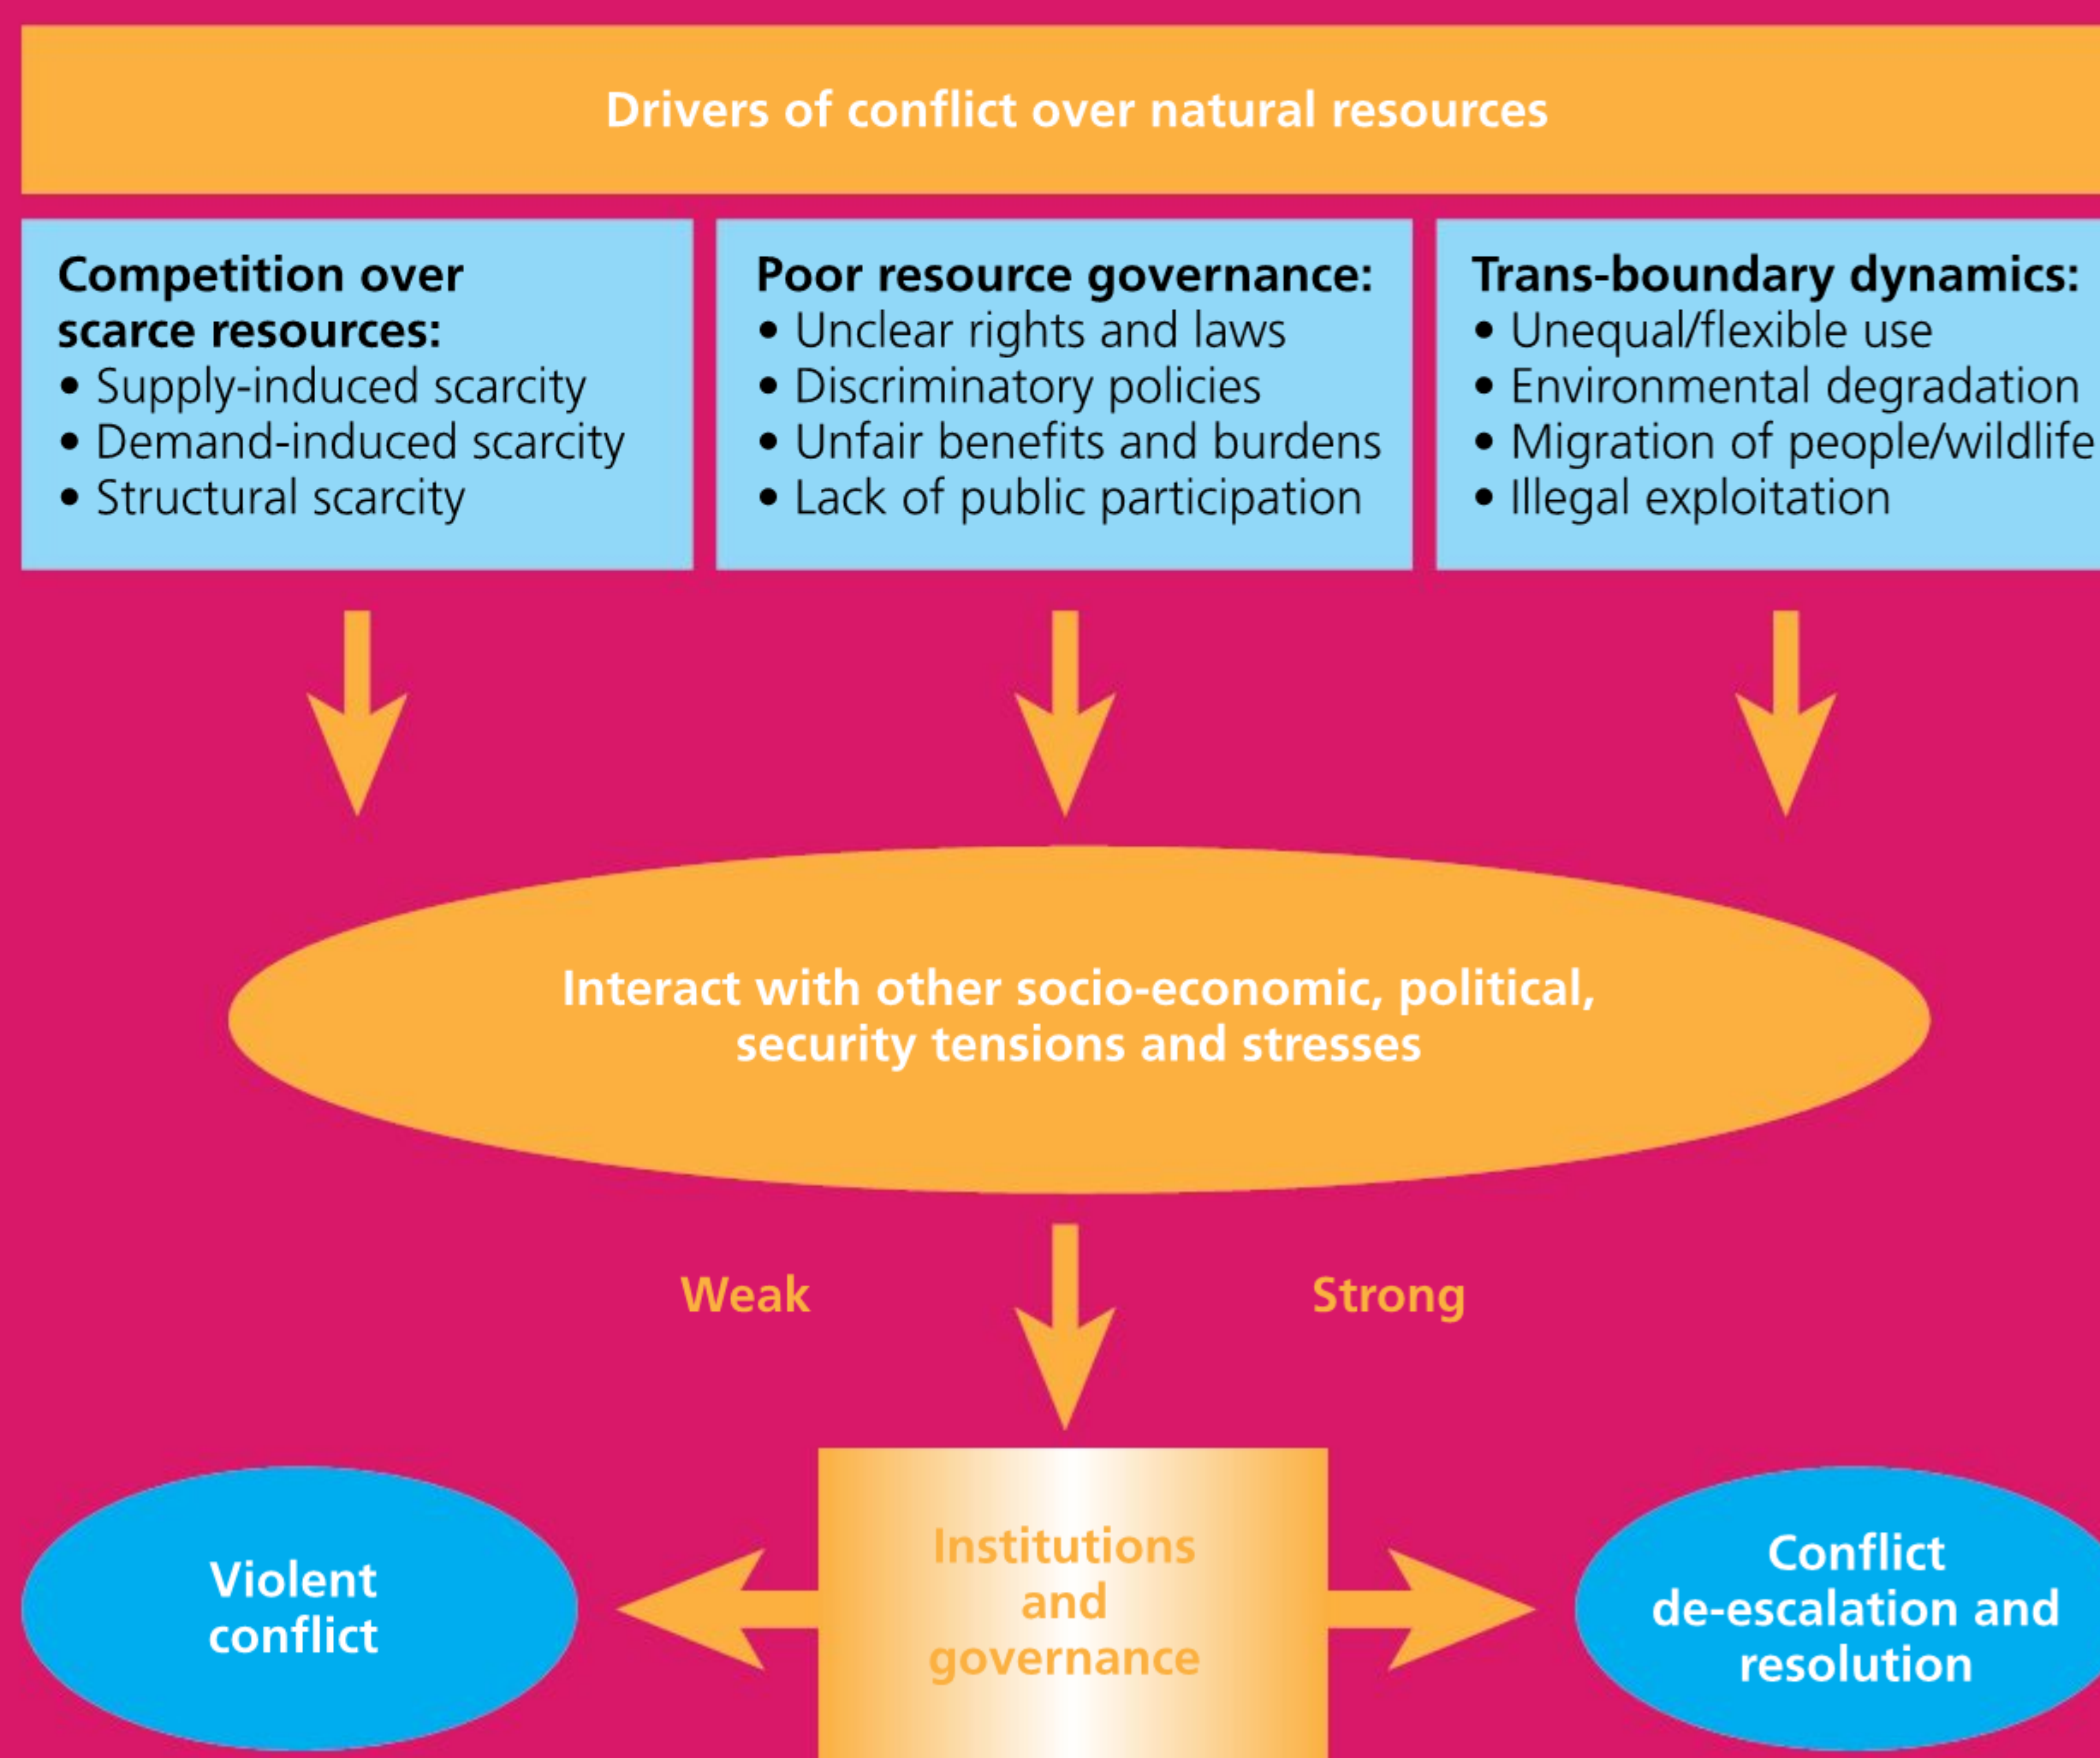 Drivers of conflict over natural resources
Competition over
scarce resources:
• Supply-induced scarcity
• Demand-induced scarcity
• Structural scarcity
Poor resource governance:
• Unclear rights and laws
• Discriminatory policies
• Unfair benefits and burdens
• Lack of public participation
Trans-boundary dynamics:
• Unequal/flexible use
• Environmental degradation
• Migration of people/wildlife
• Illegal exploitation
Interact with other socio-economic, political,
security tensions and stresses
Weak
Strong
Violent
conflict
Institutions
and
governance
Conflict
de-escalation and
resolution